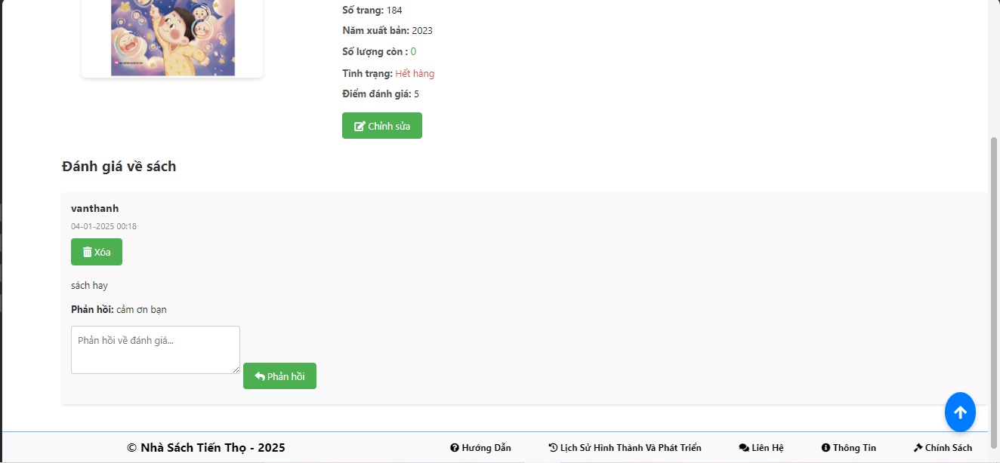 Số trang: 184
Năm xuất bản: 2023
Số lượng còn : 0
Tình trạng: Hết hàng
Điểm đánh giá: 5
Chỉnh sửa
Đánh giá về sách
vanthanh
04-01-2025 00:18
Xóa
sách hay
Phản hồi: cảm ơn bạn
Phản hồi về đánh giá...
Phản hồi
© Nhà Sách Tiến Thọ - 2025 Hướng Dẫn Lịch Sử Hình Thành Và Phát Triển Liên Hệ Thông Tin Chính Sách